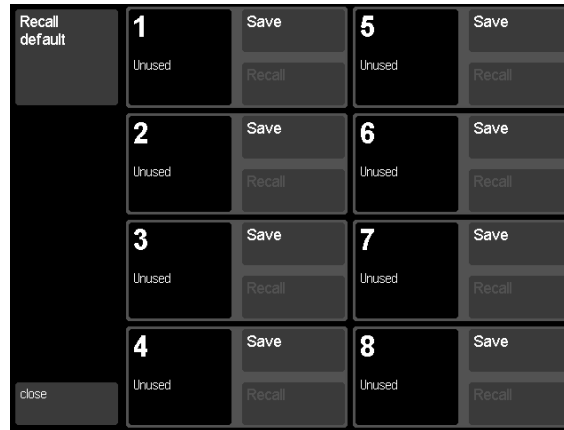 Recall
default
1
Save
Unused
Recall
5
Save
Unused
Recall
2
Save
Unused
Recall
6
Save
Unused
Recall
3
Save
Unused
Recall
7
Save
Unused
Recall
4
Save
Unused
Recall
8
Save
Unused
Recall
close